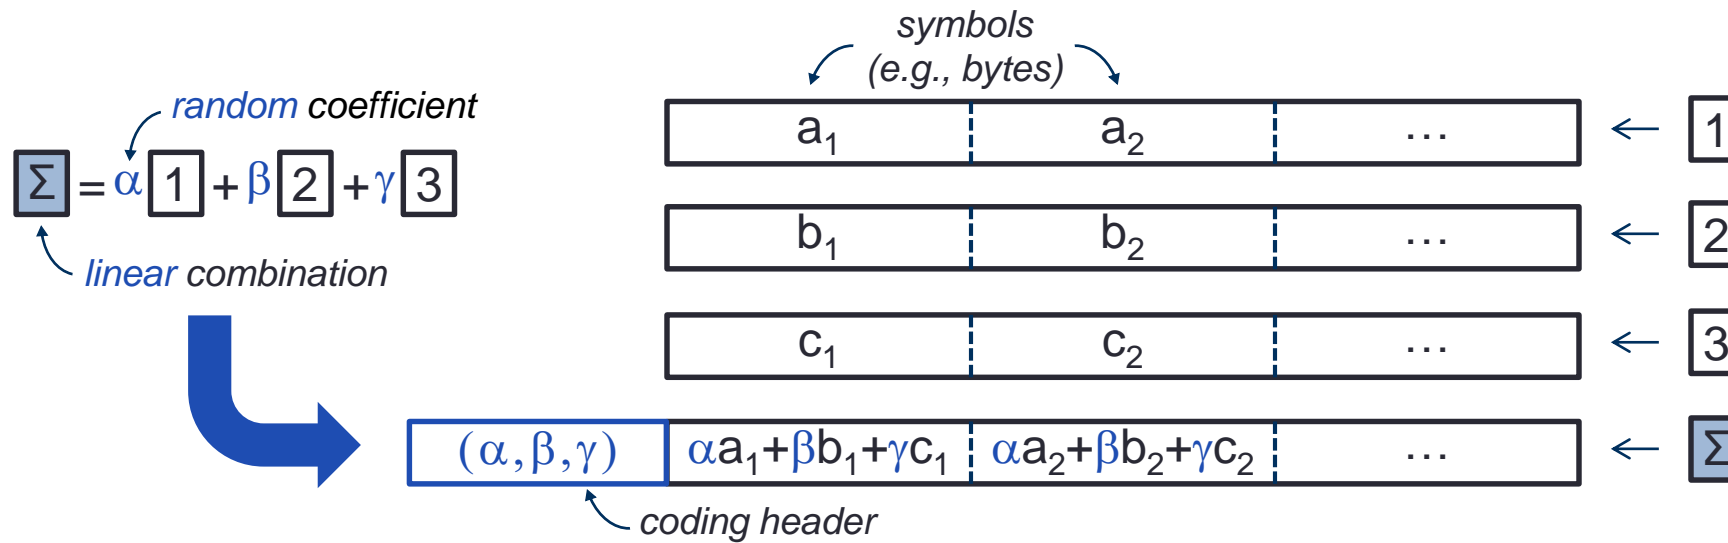 symbols
(e.g., bytes)
random coefficient
Σ = α 1 + β 2 + γ 3
linear combination
a₁ a₂ ... ← 1
b₁ b₂ ... ← 2
c₁ c₂ ... ← 3
(α,β,γ) αa₁+βb₁+γc₁ αa₂+βb₂+γc₂ ... ← Σ
coding header